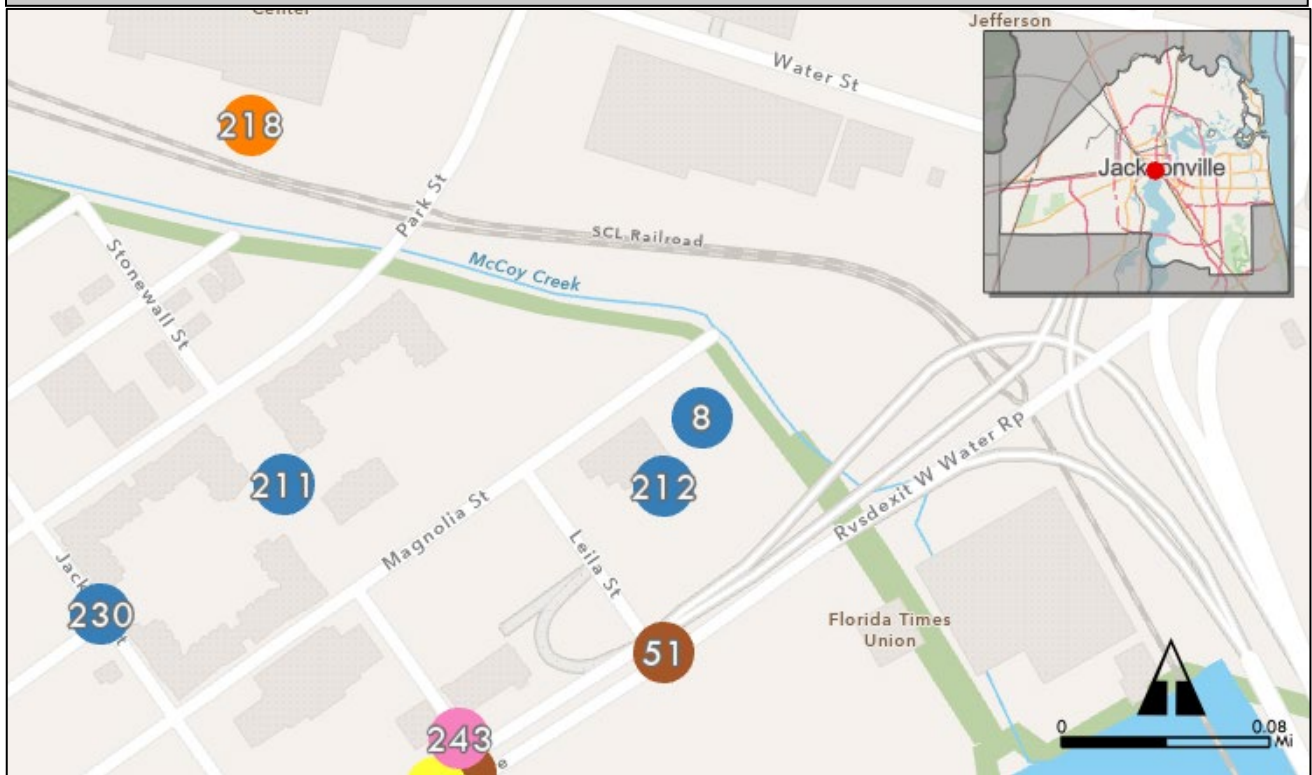 Center
Jefferson
Water St
218
Park St
Jacksonville
SCL Railroad
McCoy Creek
Stonewall St
8
211
212
Rvsdexit W Water Rp
Magnolia St
Leila St
230
51
Florida Times
Union
243
0
0.08
Mi